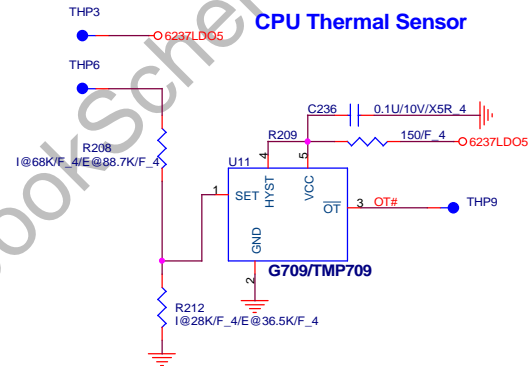 THP3
CPU Thermal Sensor
6237LDO5
THP6
C236
0.1U/10V/X5R_4
R208
I@68K/F_4/E@88.7K/F_4
R209
150/F_4
6237LDO5
U11
4
5
1
SET
HYST
VCC
OT
3
OT#
THP9
GND
2
G709/TMP709
R212
I@28K/F_4/E@36.5K/F_4
ookSche